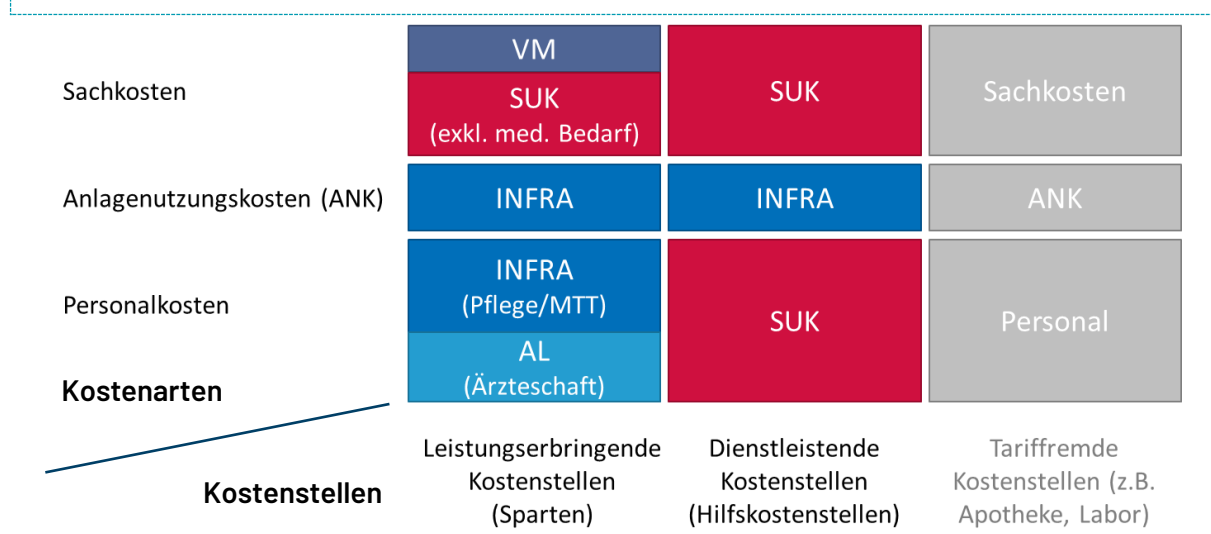 Sachkosten
VM
SUK
(exkl. med. Bedarf)
SUK
Sachkosten
Anlagenutzungskosten (ANK)
INFRA
INFRA
ANK
Personalkosten
INFRA
(Pflege/MTT)
AL
(Ärzteschaft)
SUK
Personal
Kostenarten
Kostenstellen
Leistungserbringende
Kostenstellen
(Sparten)
Dienstleistende
Kostenstellen
(Hilfskostenstellen)
Tariffremde
Kostenstellen (z.B.
Apotheke, Labor)